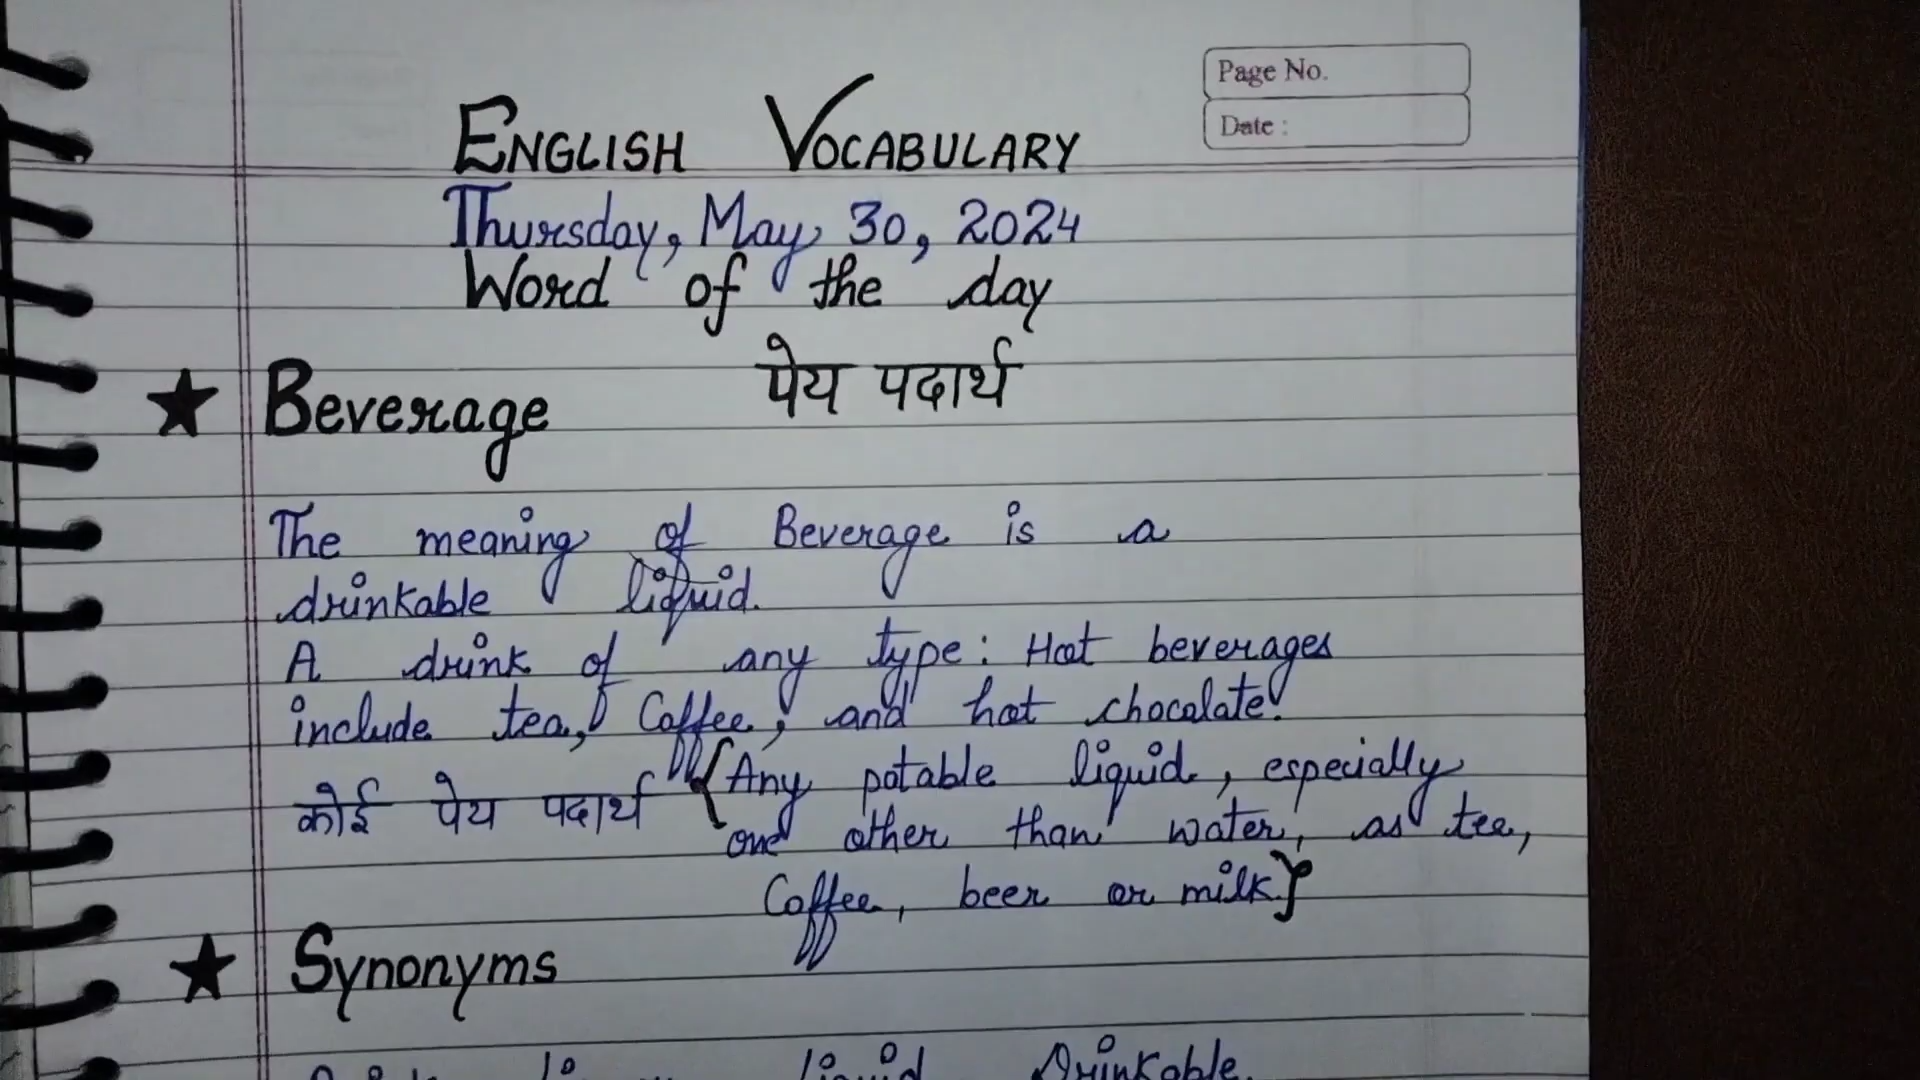 Page No.
Date :
ENGLISH VOCABULARY
Thursday, May 30, 2024
Word of the day
★ Beverage पेय पदार्थ
The meaning of Beverage is a
drinkable liquid.
A drink of any type: Hot beverages
include tea, Coffee, and hot chocolate.
कोई पेय पदार्थ {Any potable liquid, especially
one other than water, as tea,
Coffee, beer or milk.}
★ Synonyms
liquid Drinkable